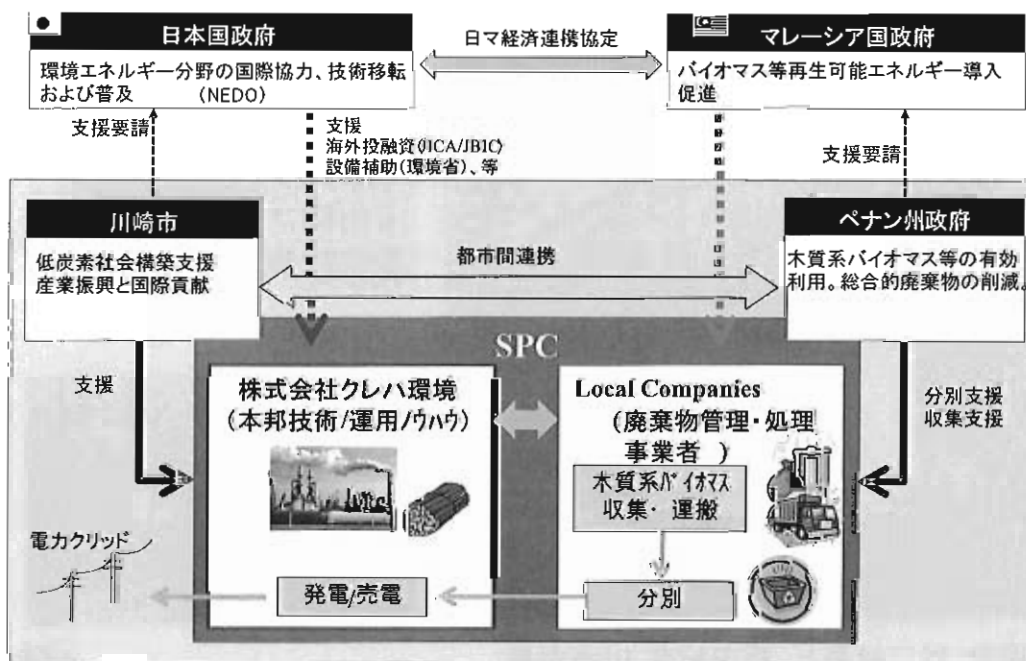 日本国政府
環境エネルギー分野の国際協力、技術移転
および普及 (NEDO)
日マ経済連携協定
マレーシア国政府
バイオマス等再生可能エネルギー導入
促進
支援要請
支援
海外投融資(JICA/JBIC)
設備補助(環境省)、等
支援要請
川崎市
低炭素社会構築支援
産業振興と国際貢献
都市間連携
ペナン州政府
木質系バイオマス等の有効
利用。総合的廃棄物の削減。
SPC
支援
株式会社クレハ環境
(本邦技術/運用ノウハウ)
Local Companies
(廃棄物管理・処理
事業者 )
木質系バイオマス
収集・ 運搬
分別支援
収集支援
電力クリッド
発電/売電
分別